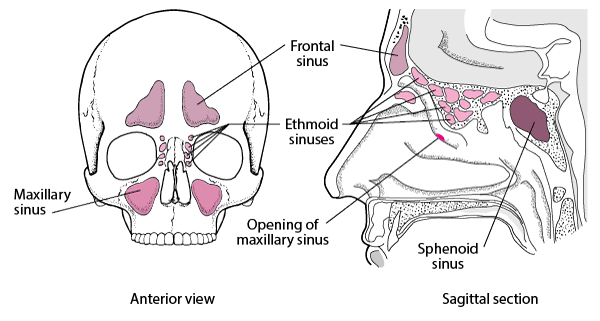 Frontal
sinus
Ethmoid
sinuses
Maxillary
sinus
Opening of
maxillary sinus
Sphenoid
sinus
Anterior view
Sagittal section